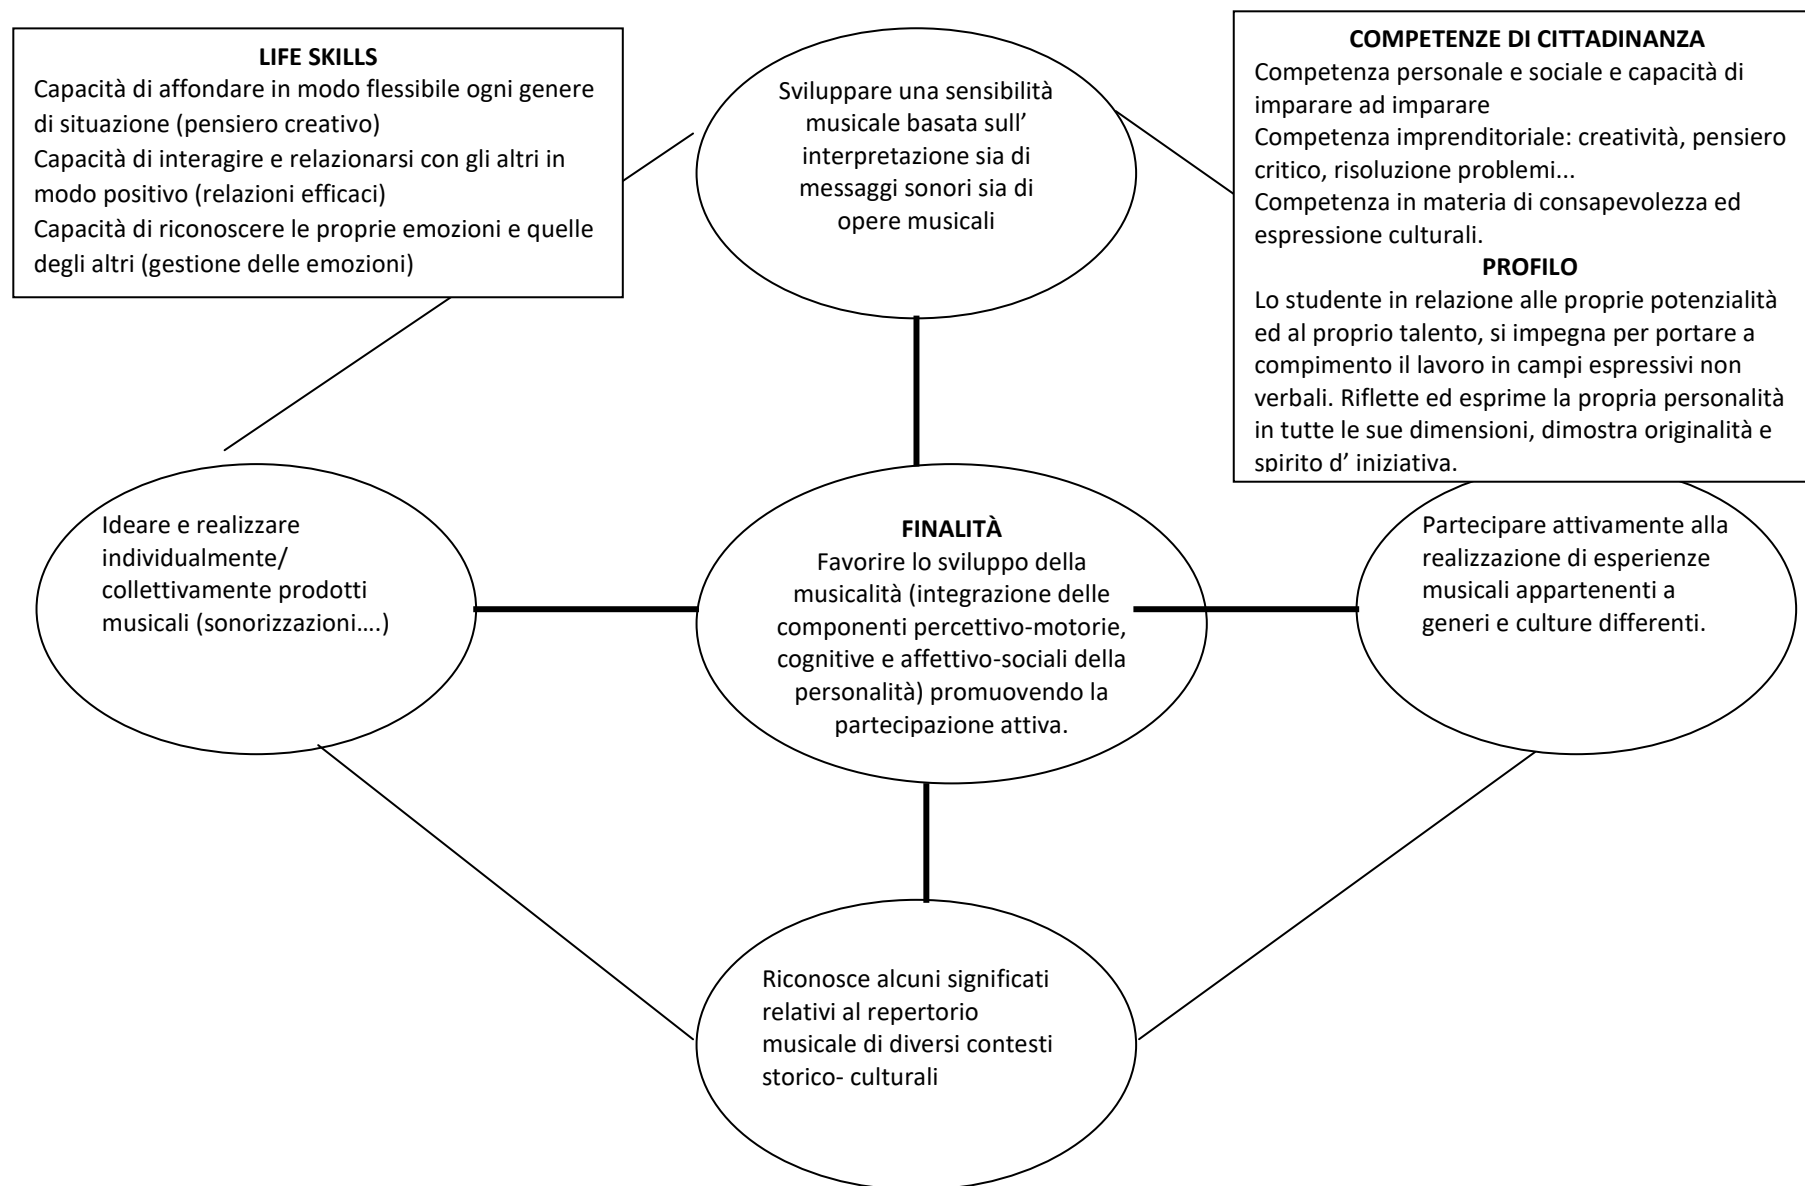 LIFE SKILLS
Capacità di affondare in modo flessibile ogni genere
di situazione (pensiero creativo)
Capacità di interagire e relazionarsi con gli altri in
modo positivo (relazioni efficaci)
Capacità di riconoscere le proprie emozioni e quelle
degli altri (gestione delle emozioni)
Sviluppare una sensibilità
musicale basata sull’
interpretazione sia di
messaggi sonori sia di
opere musicali
COMPETENZE DI CITTADINANZA
Competenza personale e sociale e capacità di
imparare ad imparare
Competenza imprenditoriale: creatività, pensiero
critico, risoluzione problemi...
Competenza in materia di consapevolezza ed
espressione culturali.
PROFILO
Lo studente in relazione alle proprie potenzialità
ed al proprio talento, si impegna per portare a
compimento il lavoro in campi espressivi non
verbali. Riflette ed esprime la propria personalità
in tutte le sue dimensioni, dimostra originalità e
spirito d’ iniziativa.
Ideare e realizzare
individualmente/
collettivamente prodotti
musicali (sonorizzazioni….)
FINALITÀ
Favorire lo sviluppo della
musicalità (integrazione delle
componenti percettivo-motorie,
cognitive e affettivo-sociali della
personalità) promuovendo la
partecipazione attiva.
Partecipare attivamente alla
realizzazione di esperienze
musicali appartenenti a
generi e culture differenti.
Riconosce alcuni significati
relativi al repertorio
musicale di diversi contesti
storico- culturali